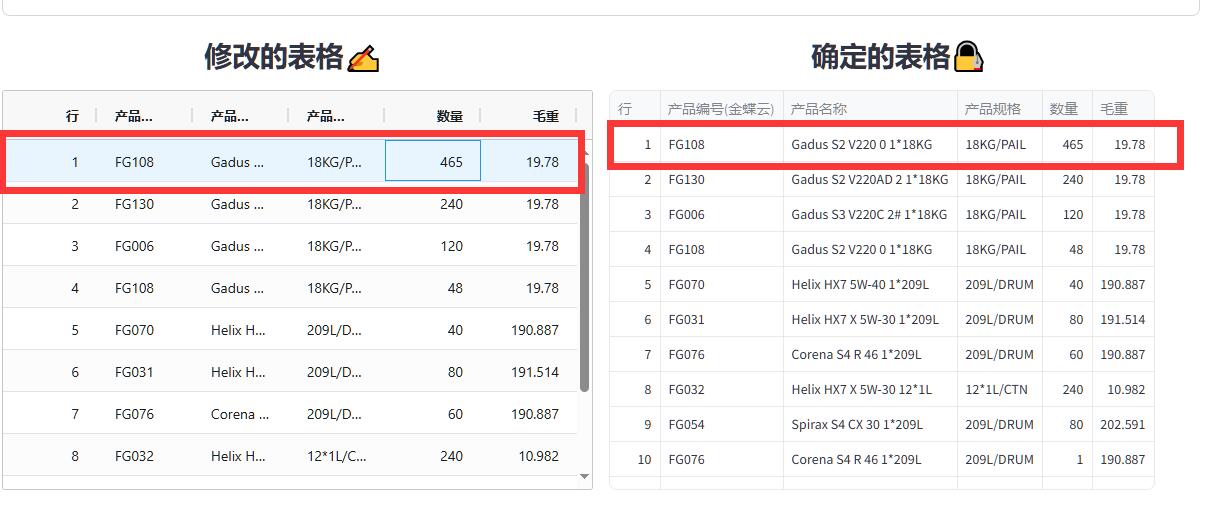 修改的表格✍
行 产品... 产品... 产品... 数量 毛重
1 FG108 Gadus ... 18KG/P... 465 19.78
2 FG130 Gadus ... 18KG/P... 240 19.78
3 FG006 Gadus ... 18KG/P... 120 19.78
4 FG108 Gadus ... 18KG/P... 48 19.78
5 FG070 Helix H... 209L/D... 40 190.887
6 FG031 Helix H... 209L/D... 80 191.514
7 FG076 Corena ... 209L/D... 60 190.887
8 FG032 Helix H... 12*1L/C... 240 10.982
确定的表格🔏
行 产品编号(金蝶云) 产品名称 产品规格 数量 毛重
1 FG108 Gadus S2 V220 0 1*18KG 18KG/PAIL 465 19.78
2 FG130 Gadus S2 V220AD 2 1*18KG 18KG/PAIL 240 19.78
3 FG006 Gadus S3 V220C 2# 1*18KG 18KG/PAIL 120 19.78
4 FG108 Gadus S2 V220 0 1*18KG 18KG/PAIL 48 19.78
5 FG070 Helix HX7 5W-40 1*209L 209L/DRUM 40 190.887
6 FG031 Helix HX7 X 5W-30 1*209L 209L/DRUM 80 191.514
7 FG076 Corena S4 R 46 1*209L 209L/DRUM 60 190.887
8 FG032 Helix HX7 X 5W-30 12*1L 12*1L/CTN 240 10.982
9 FG054 Spirax S4 CX 30 1*209L 209L/DRUM 80 202.591
10 FG076 Corena S4 R 46 1*209L 209L/DRUM 1 190.887